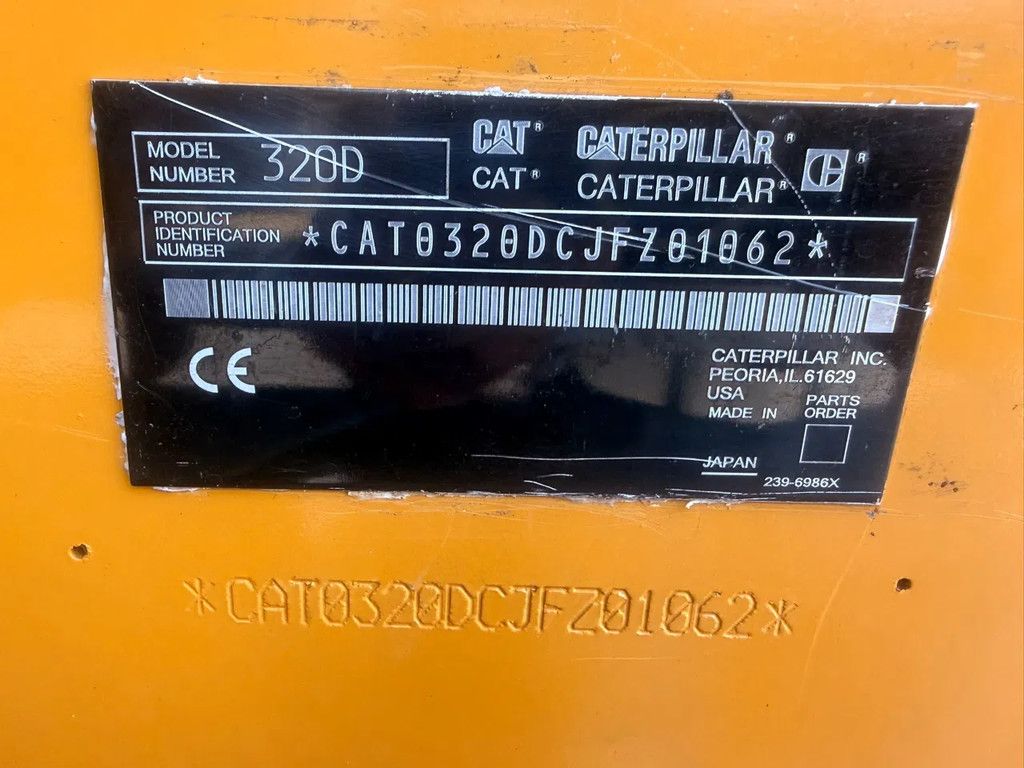 MODEL NUMBER 320D
CAT® CATERPILLAR® CE®
CAT® CATERPILLAR®
PRODUCT IDENTIFICATION NUMBER *CAT0320DCJFZ01062*
CE
CATERPILLAR INC.
PEORIA,IL.61629
USA
MADE IN
JAPAN
PARTS
ORDER
239-6986X
*CAT0320DCJFZ01062*